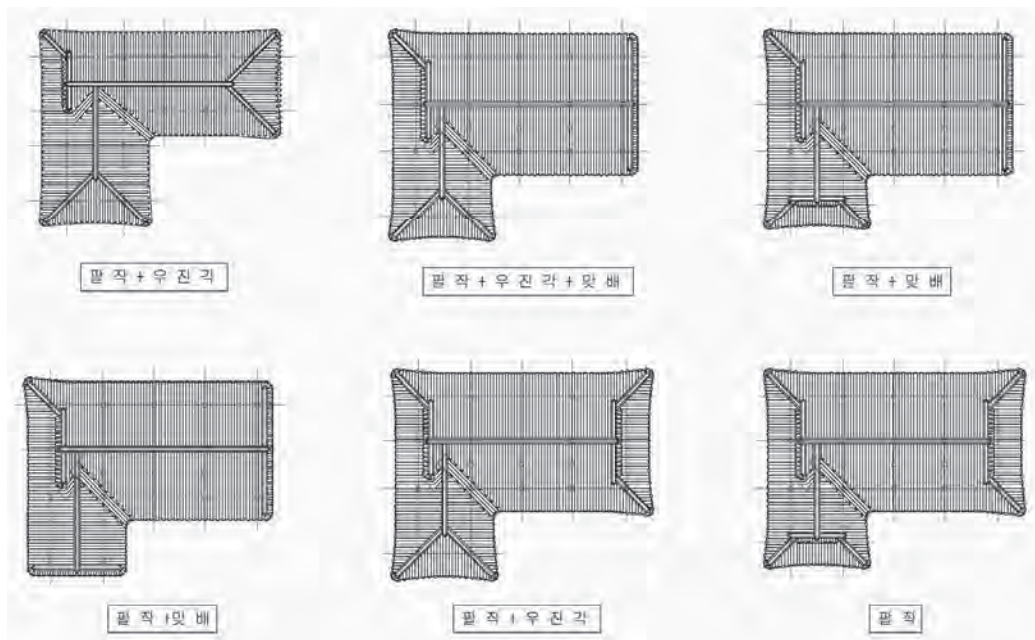 팔 작 + 우 진 각
팔 작 + 우 진 각 + 맞 배
팔 작 + 맞 배
팔 작 + 맞 배
팔 작 + 우 진 각
팔 작